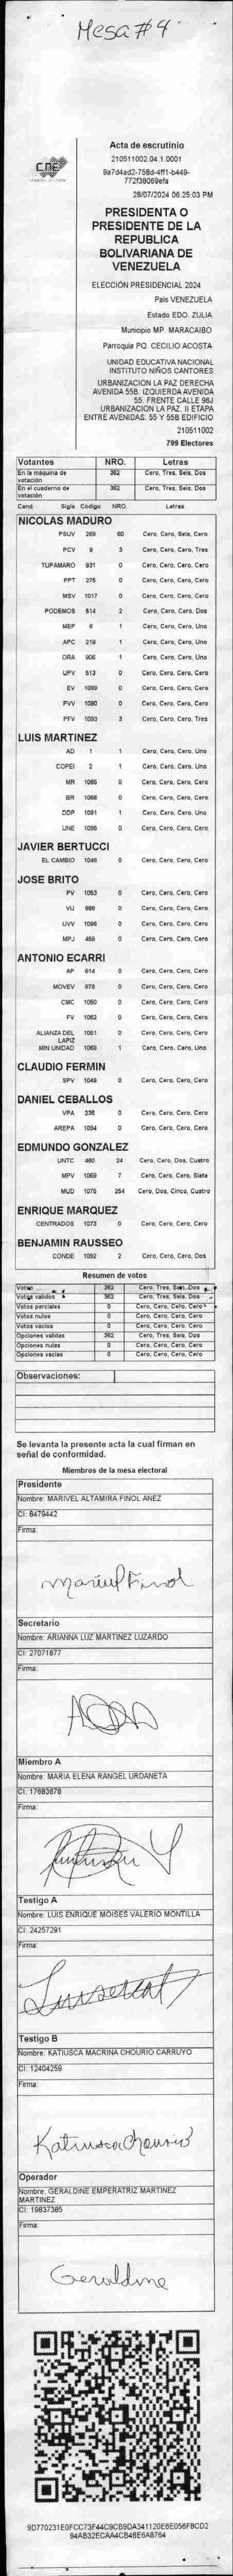 Mesa #4
CNE
Acta de escrutinio
210511002.04.1.0001
9a7d4ad2-758d-4ff1-b449-
772f38069efa
28/07/2024 06:25:03 PM
PRESIDENTA O
PRESIDENTE DE LA
REPUBLICA
BOLIVARIANA DE
VENEZUELA
ELECCIÓN PRESIDENCIAL 2024
País VENEZUELA
Estado EDO. ZULIA
Municipio MP. MARACAIBO
Parroquia PQ. CECILIO ACOSTA
UNIDAD EDUCATIVA NACIONAL
INSTITUTO NIÑOS CANTORES
URBANIZACIÓN LA PAZ DERECHA
AVENIDA 55B. IZQUIERDA AVENIDA
55. FRENTE CALLE 96J
URBANIZACIÓN LA PAZ. II ETAPA
ENTRE AVENIDAS. 55 Y 55B EDIFICIO
210511002
799 Electores
Votantes NRO. Letras
En la máquina de votación 362 Cero, Tres, Seis, Dos
En el cuaderno de votación 362 Cero, Tres, Seis, Dos
Cand. Sigla Código NRO. Letras
NICOLAS MADURO
PSUV 269 60 Cero, Cero, Seis, Cero
PCV 9 3 Cero, Cero, Cero, Tres
TUPAMARO 931 0 Cero, Cero, Cero, Cero
PPT 276 0 Cero, Cero, Cero, Cero
MSV 1017 0 Cero, Cero, Cero, Cero
PODEMOS 514 2 Cero, Cero, Cero, Dos
MEP 6 1 Cero, Cero, Cero, Uno
APC 219 1 Cero, Cero, Cero, Uno
ORA 906 1 Cero, Cero, Cero, Uno
UPV 513 0 Cero, Cero, Cero, Cero
EV 1089 0 Cero, Cero, Cero, Cero
PVV 1090 0 Cero, Cero, Cero, Cero
PFV 1093 3 Cero, Cero, Cero, Tres
LUIS MARTINEZ
AD 1 1 Cero, Cero, Cero, Uno
COPEI 2 1 Cero, Cero, Cero, Uno
MR 1065 0 Cero, Cero, Cero, Cero
BR 1066 0 Cero, Cero, Cero, Cero
DDP 1091 1 Cero, Cero, Cero, Uno
UNE 1095 0 Cero, Cero, Cero, Cero
JAVIER BERTUCCI
EL CAMBIO 1048 0 Cero, Cero, Cero, Cero
JOSE BRITO
PV 1053 0 Cero, Cero, Cero, Cero
VU 868 0 Cero, Cero, Cero, Cero
UVV 1096 0 Cero, Cero, Cero, Cero
MPJ 458 0 Cero, Cero, Cero, Cero
ANTONIO ECARRI
AP 814 0 Cero, Cero, Cero, Cero
MOVEV 978 0 Cero, Cero, Cero, Cero
CMC 1050 0 Cero, Cero, Cero, Cero
FV 1062 0 Cero, Cero, Cero, Cero
ALIANZA DEL LAPIZ 1051 0 Cero, Cero, Cero, Cero
MIN UNIDAD 1068 1 Cero, Cero, Cero, Uno
CLAUDIO FERMIN
SPV 1049 0 Cero, Cero, Cero, Cero
DANIEL CEBALLOS
VPA 236 0 Cero, Cero, Cero, Cero
AREPA 1094 0 Cero, Cero, Cero, Cero
EDMUNDO GONZALEZ
UNTC 460 24 Cero, Cero, Dos, Cuatro
MPV 1069 7 Cero, Cero, Cero, Siete
MUD 1075 254 Cero, Dos, Cinco, Cuatro
ENRIQUE MARQUEZ
CENTRADOS 1073 0 Cero, Cero, Cero, Cero
BENJAMIN RAUSSEO
CONDE 1092 2 Cero, Cero, Cero, Dos
Resumen de votos
Votos 362 Cero, Tres, Seis, Dos
Votos válidos 362 Cero, Tres, Seis, Dos
Votos parciales 0 Cero, Cero, Cero, Cero
Votos nulos 0 Cero, Cero, Cero, Cero
Votos vacíos 0 Cero, Cero, Cero, Cero
Opciones válidas 362 Cero, Tres, Seis, Dos
Opciones nulas 0 Cero, Cero, Cero, Cero
Opciones vacías 0 Cero, Cero, Cero, Cero
Observaciones:
Se levanta la presente acta la cual firman en
señal de conformidad.
Miembros de la mesa electoral
Presidente
Nombre: MARIVEL ALTAMIRA FINOL ANEZ
CI: 8479442
Firma:
Marivel Finol
Secretario
Nombre: ARIANNA LUZ MARTINEZ LUZARDO
CI: 27071877
Firma:
Miembro A
Nombre: MARIA ELENA RANGEL URDANETA
CI: 17683678
Firma:
Testigo A
Nombre: LUIS ENRIQUE MOISES VALERIO MONTILLA
CI: 24257291
Firma:
Testigo B
Nombre: KATIUSCA MACRINA CHOURIO CARRUYO
CI: 12404259
Firma:
Katiusca Chourio
Operador
Nombre: GERALDINE EMPERATRIZ MARTINEZ
MARTINEZ
CI: 19837385
Firma:
Geraldine
9D770231E0FCC73F44C9CB9DA341120E6E056F8CD2
94AB32ECAA4CB48E6A8764